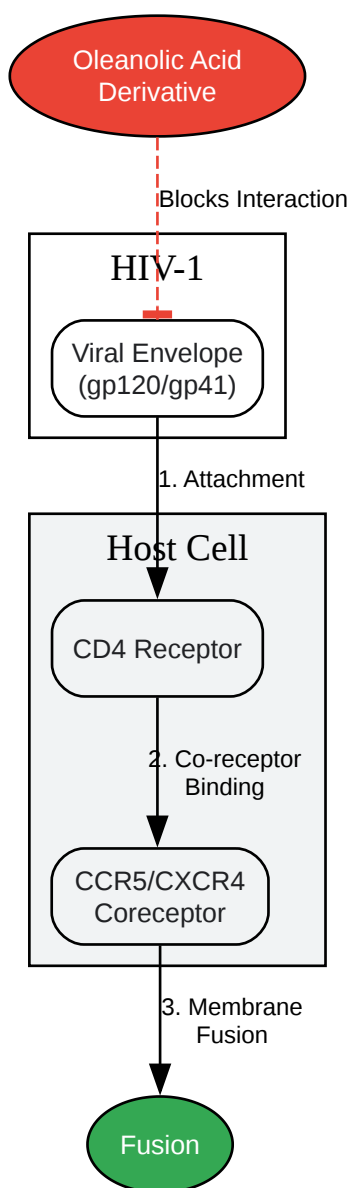 Oleanolic Acid
Derivative
Blocks Interaction
HIV-1
Viral Envelope
(gp120/gp41)
1. Attachment
Host Cell
CD4 Receptor
2. Co-receptor
Binding
CCR5/CXCR4
Coreceptor
3. Membrane
Fusion
Fusion